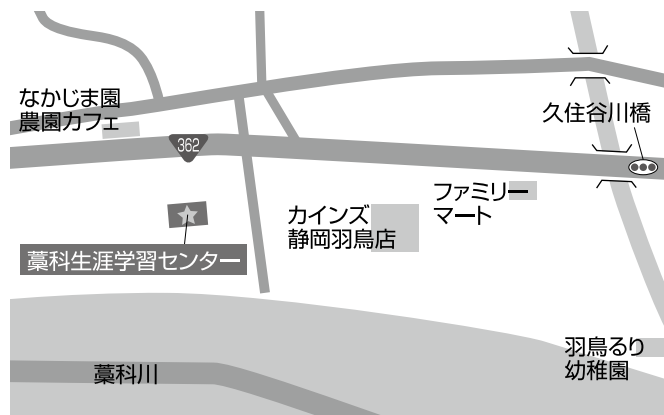 なかじま園
農園カフェ
久住谷川橋
362
ファミリー
マート
カインズ
静岡羽鳥店
藁科生涯学習センター
羽鳥るり
幼稚園
藁科川